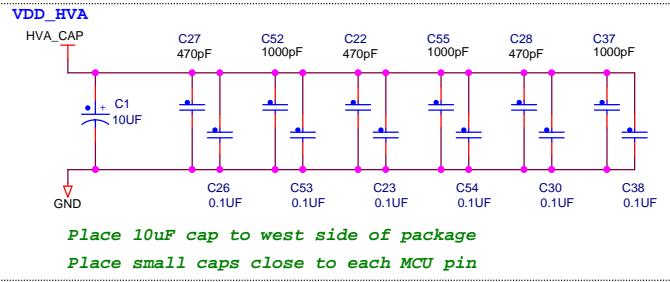 VDD_HVA
HVA_CAP
C27 C52 C22 C55 C28 C37
470pF 1000pF 470pF 1000pF 470pF 1000pF
+ C1
10UF
GND
C26 C53 C23 C54 C30 C38
0.1UF 0.1UF 0.1UF 0.1UF 0.1UF 0.1UF
Place 10uF cap to west side of package
Place small caps close to each MCU pin